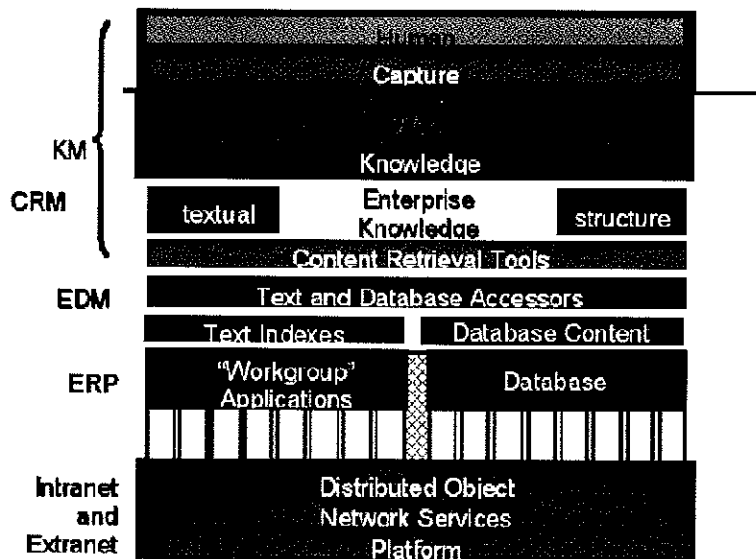 Human
Capture
Knowledge
KM
CRM
textual
Enterprise
Knowledge
structure
Content Retrieval Tools
EDM
Text and Database Accessors
Text Indexes
Database Content
ERP
"Workgroup"
Applications
Database
Intranet
and
Extranet
Distributed Object
Network Services
Platform